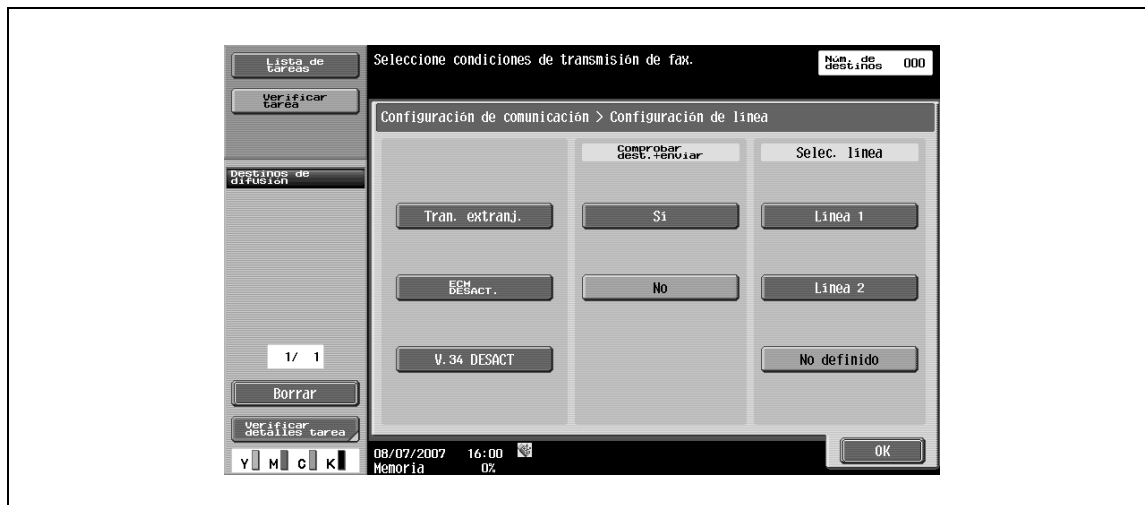 Lista de
tareas
Verificar
tarea
Destinos de
difusión
1/ 1
Borrar
Verificar
detalles tarea
Y M C K
Seleccione condiciones de transmisión de fax.
Núm. de
destinos 000
Configuración de comunicación > Configuración de línea
Comprobar
dest.+enviar
Selec. línea
Tran. extranj.
Sí
Línea 1
ECM
DESACT.
No
Línea 2
V.34 DESACT
No definido
08/07/2007 16:00
Memoria 0%
OK